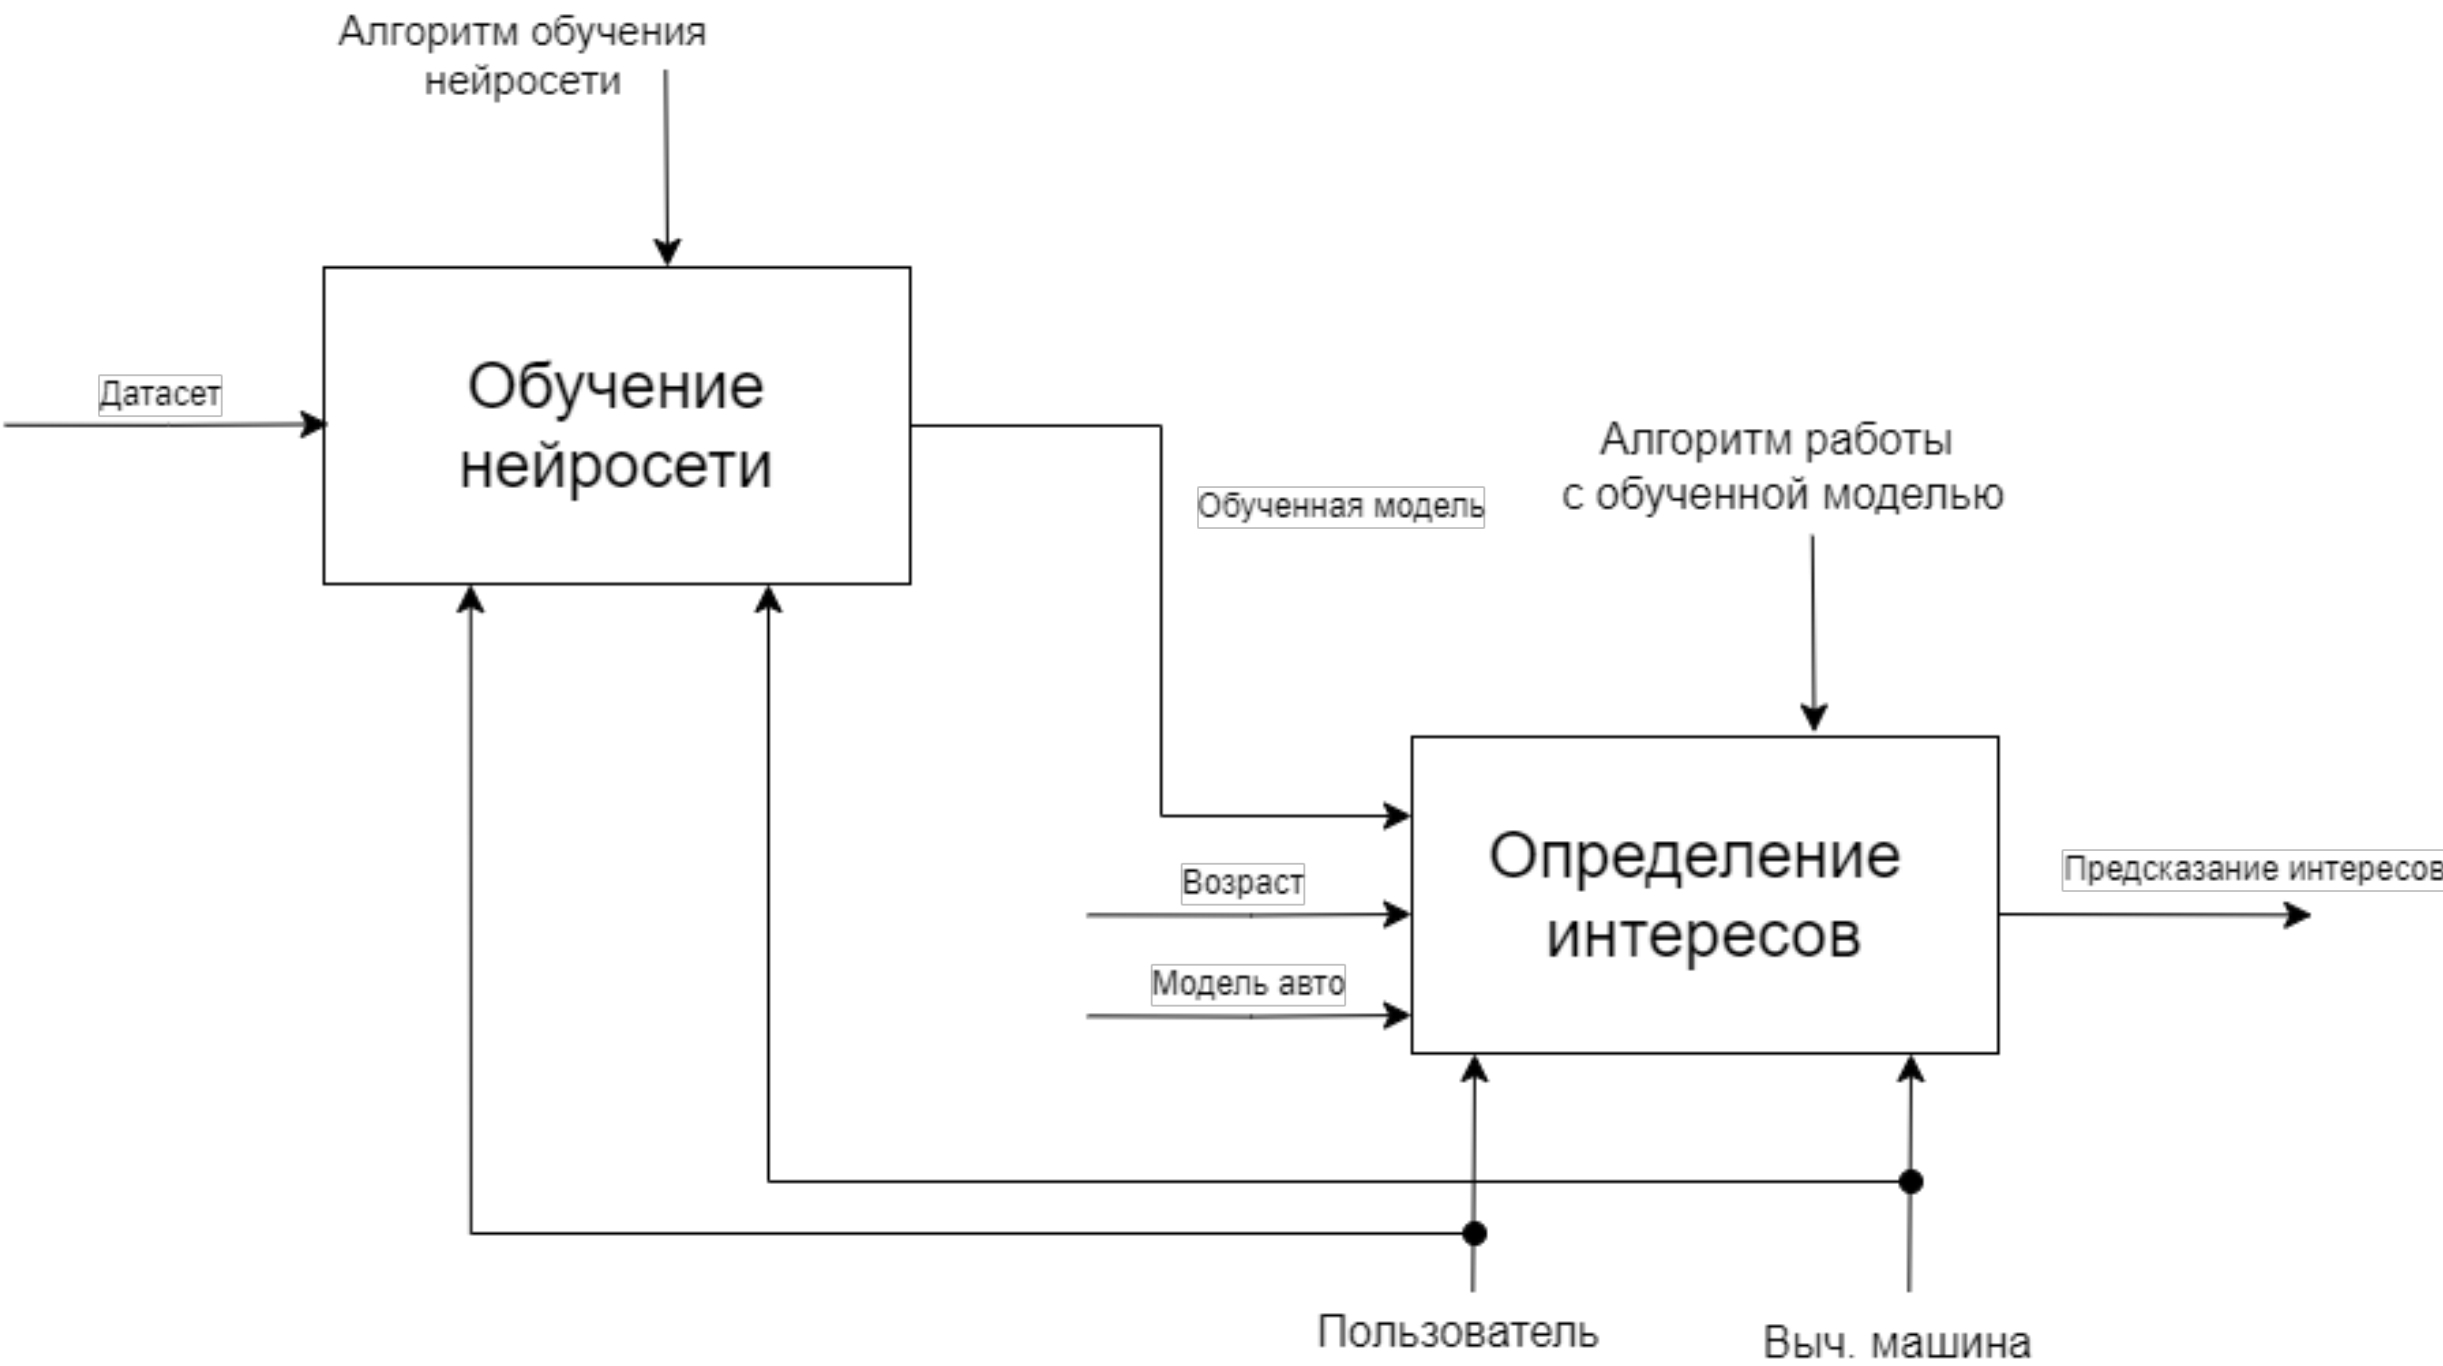 Алгоритм обучения
нейросети
Датасет
Обучение
нейросети
Обученная модель
Алгоритм работы
с обученной моделью
Возраст
Модель авто
Определение
интересов
Предсказание интересов
Пользователь
Выч. машина